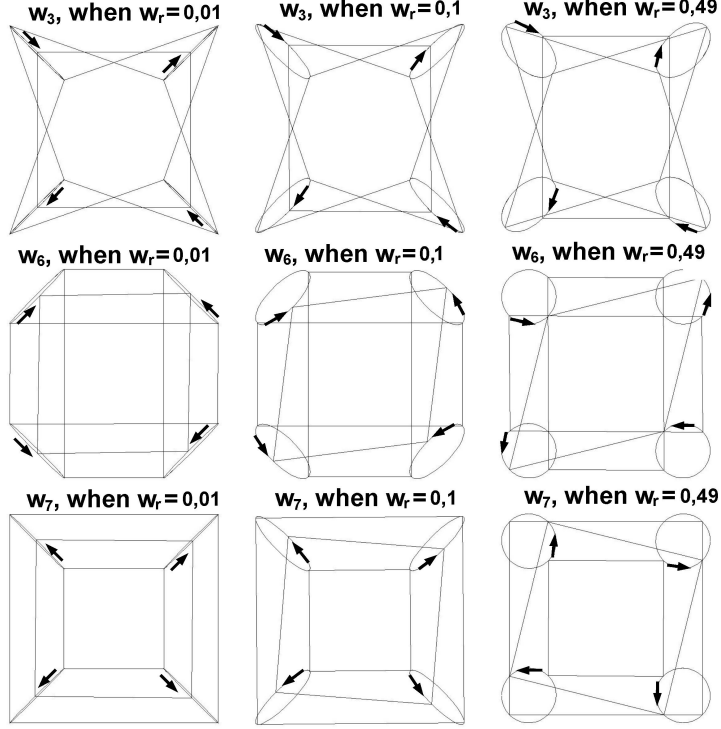 w₃, when wᵣ=0,01
w₃, when wᵣ=0,1
w₃, when wᵣ=0,49
w₆, when wᵣ=0,01
w₆, when wᵣ=0,1
w₆, when wᵣ=0,49
w₇, when wᵣ=0,01
w₇, when wᵣ=0,1
w₇, when wᵣ=0,49